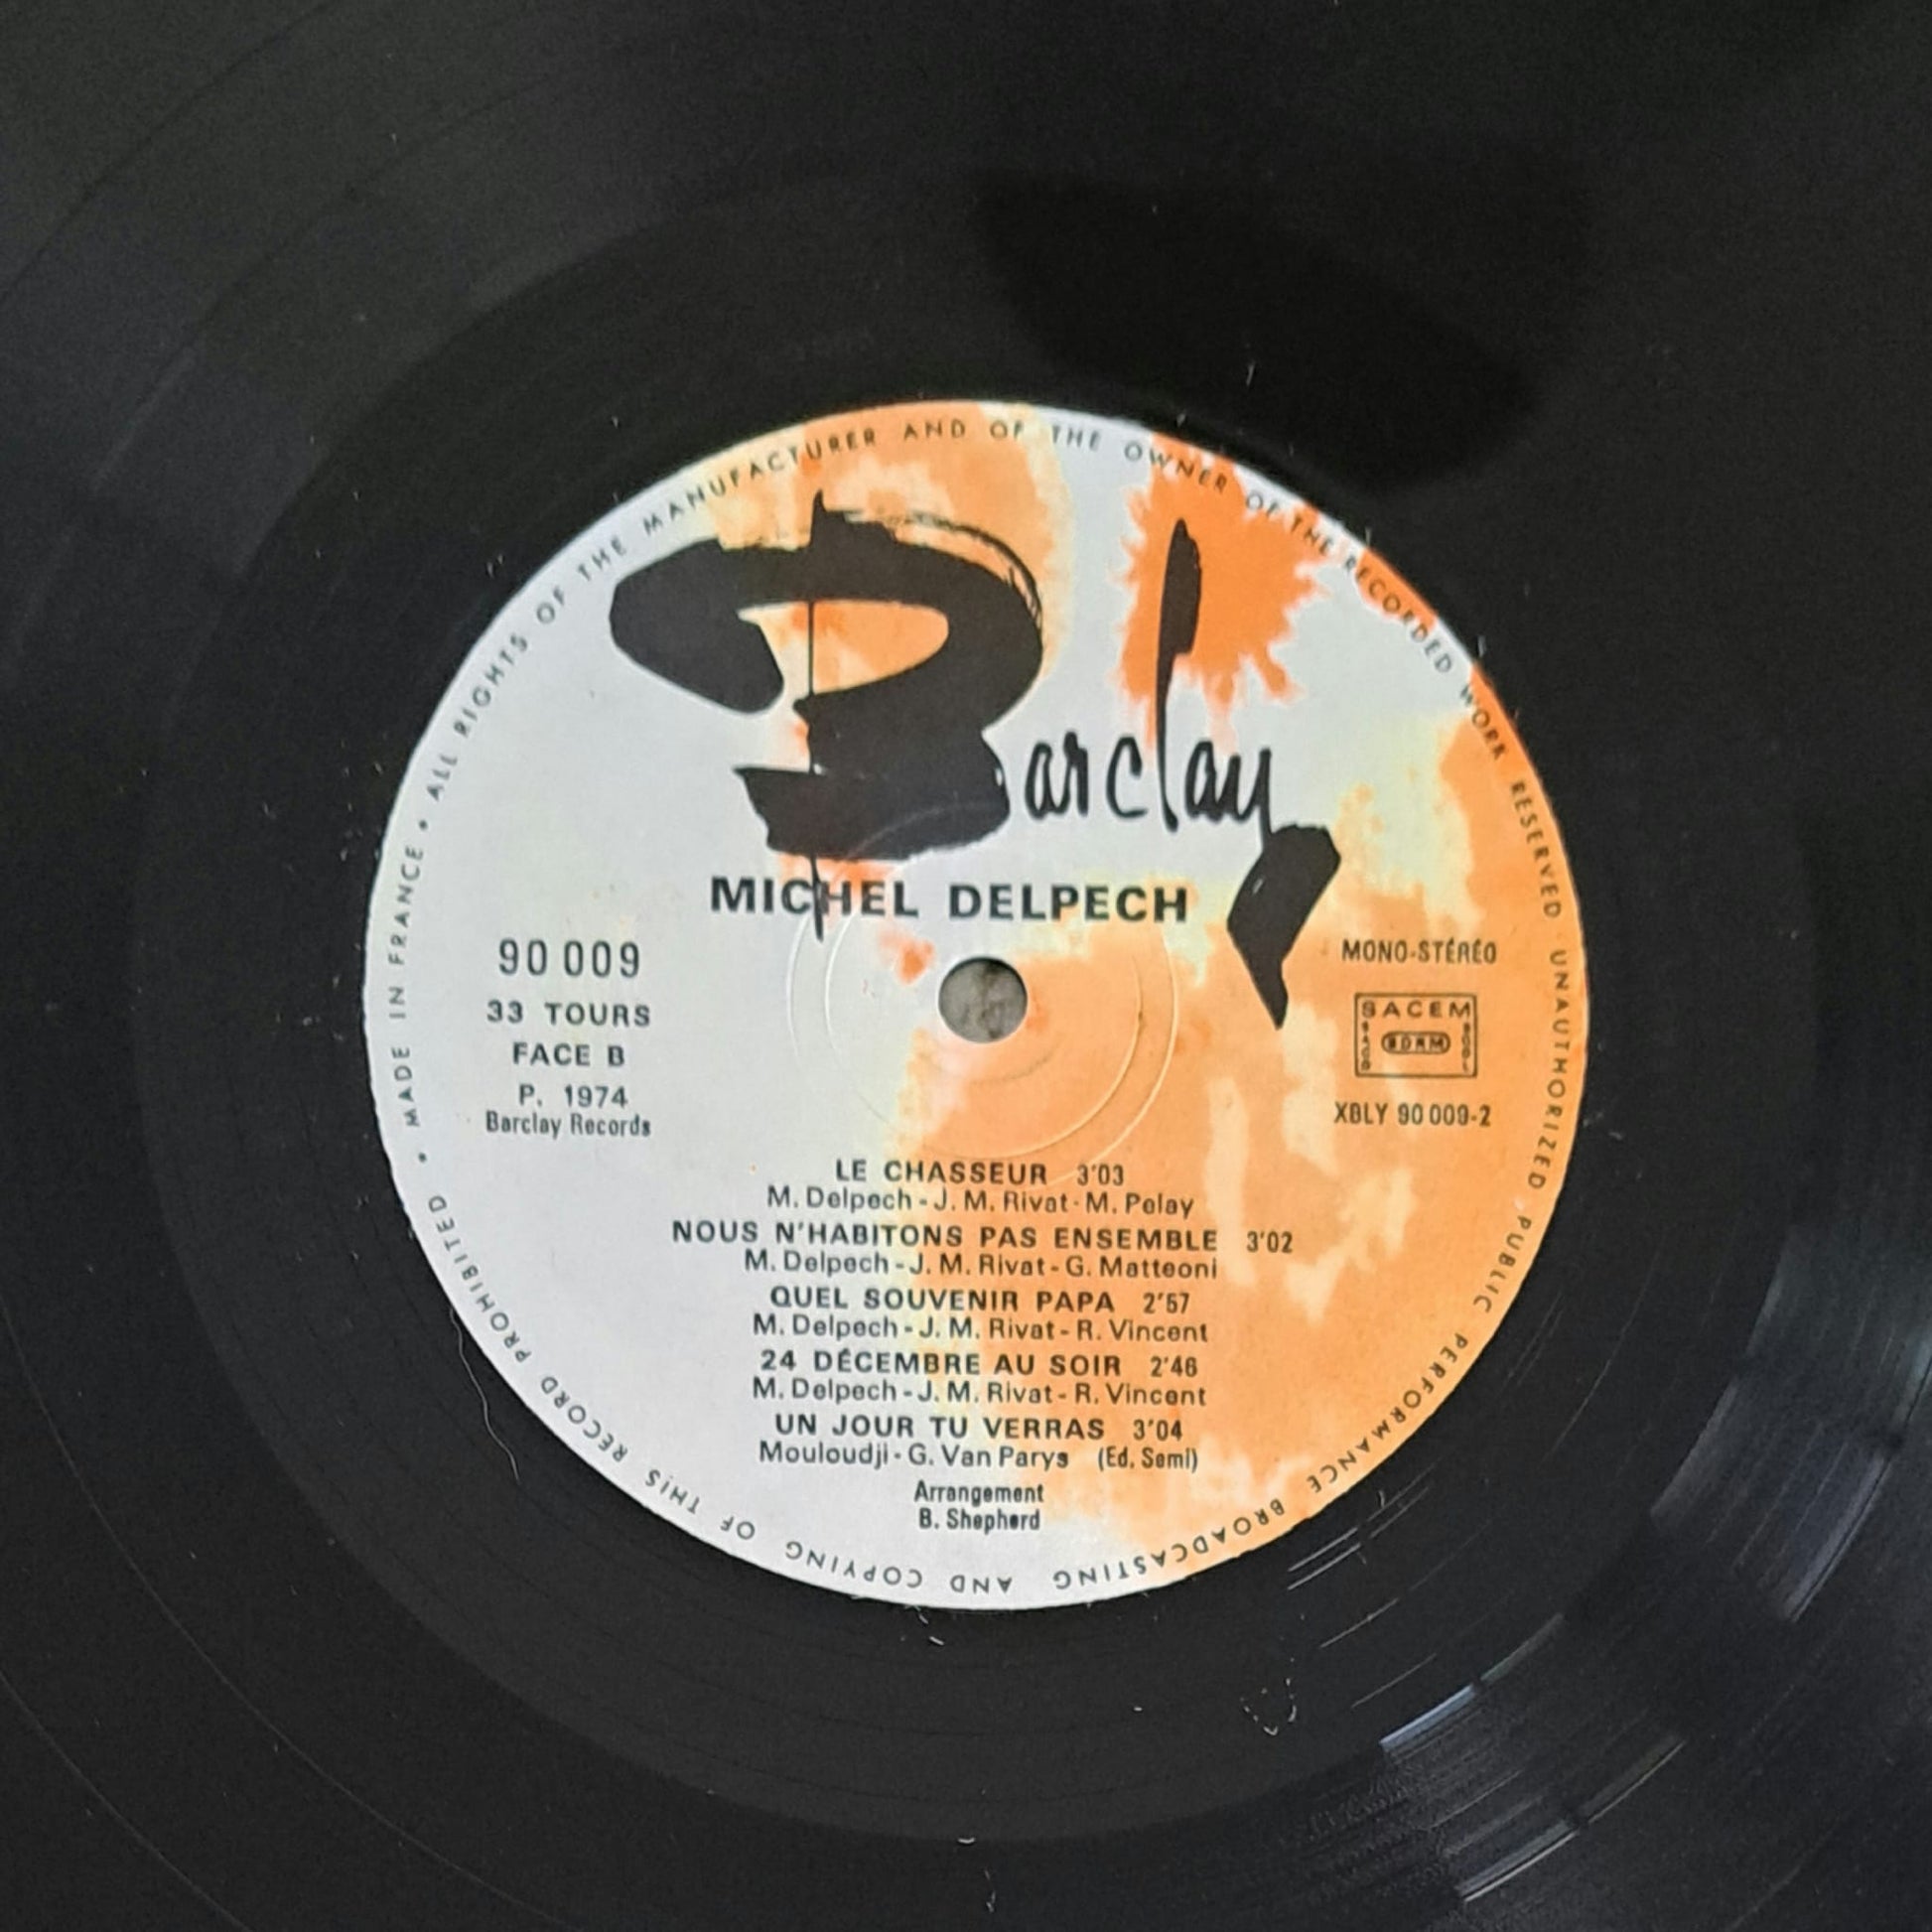 Barclay
MICHEL DELPECH
90 009
33 TOURS
FACE B
P. 1974
Barclay Records
MONO-STÉRÉO
SACEM
SDRM
XBLY 90 009-2
LE CHASSEUR 3'03
M. Delpech - J. M. Rivat - M. Pelay
NOUS N'HABITONS PAS ENSEMBLE 3'02
M. Delpech - J. M. Rivat - G. Matteoni
QUEL SOUVENIR PAPA 2'57
M. Delpech - J. M. Rivat - R. Vincent
24 DÉCEMBRE AU SOIR 2'46
M. Delpech - J. M. Rivat - R. Vincent
UN JOUR TU VERRAS 3'04
Mouloudji - G. Van Parys (Ed. Semi)
Arrangement
B. Shepherd
• MADE IN FRANCE • ALL RIGHTS OF THE MANUFACTURER AND OF THE OWNER OF THE RECORDED WORK RESERVED · UNAUTHORIZED PUBLIC PERFORMANCE BROADCASTING AND COPYING OF THIS RECORD PROHIBITED